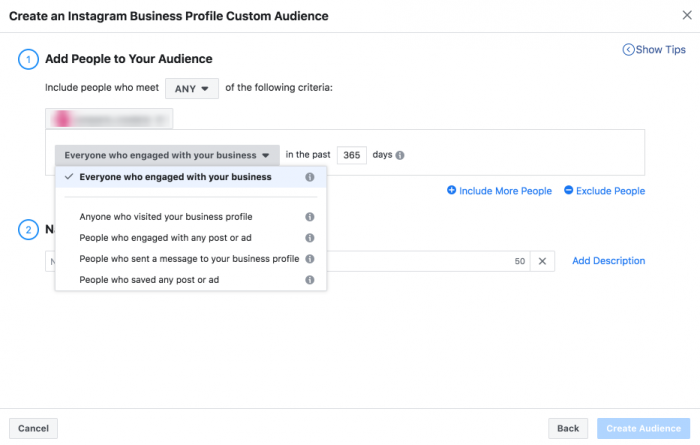 Create an Instagram Business Profile Custom Audience
Show Tips
1 Add People to Your Audience
Include people who meet ANY of the following criteria:
Everyone who engaged with your business in the past 365 days
Everyone who engaged with your business
Include More People Exclude People
Anyone who visited your business profile
2
People who engaged with any post or ad
People who sent a message to your business profile
50 Add Description
People who saved any post or ad
Cancel Back Create Audience